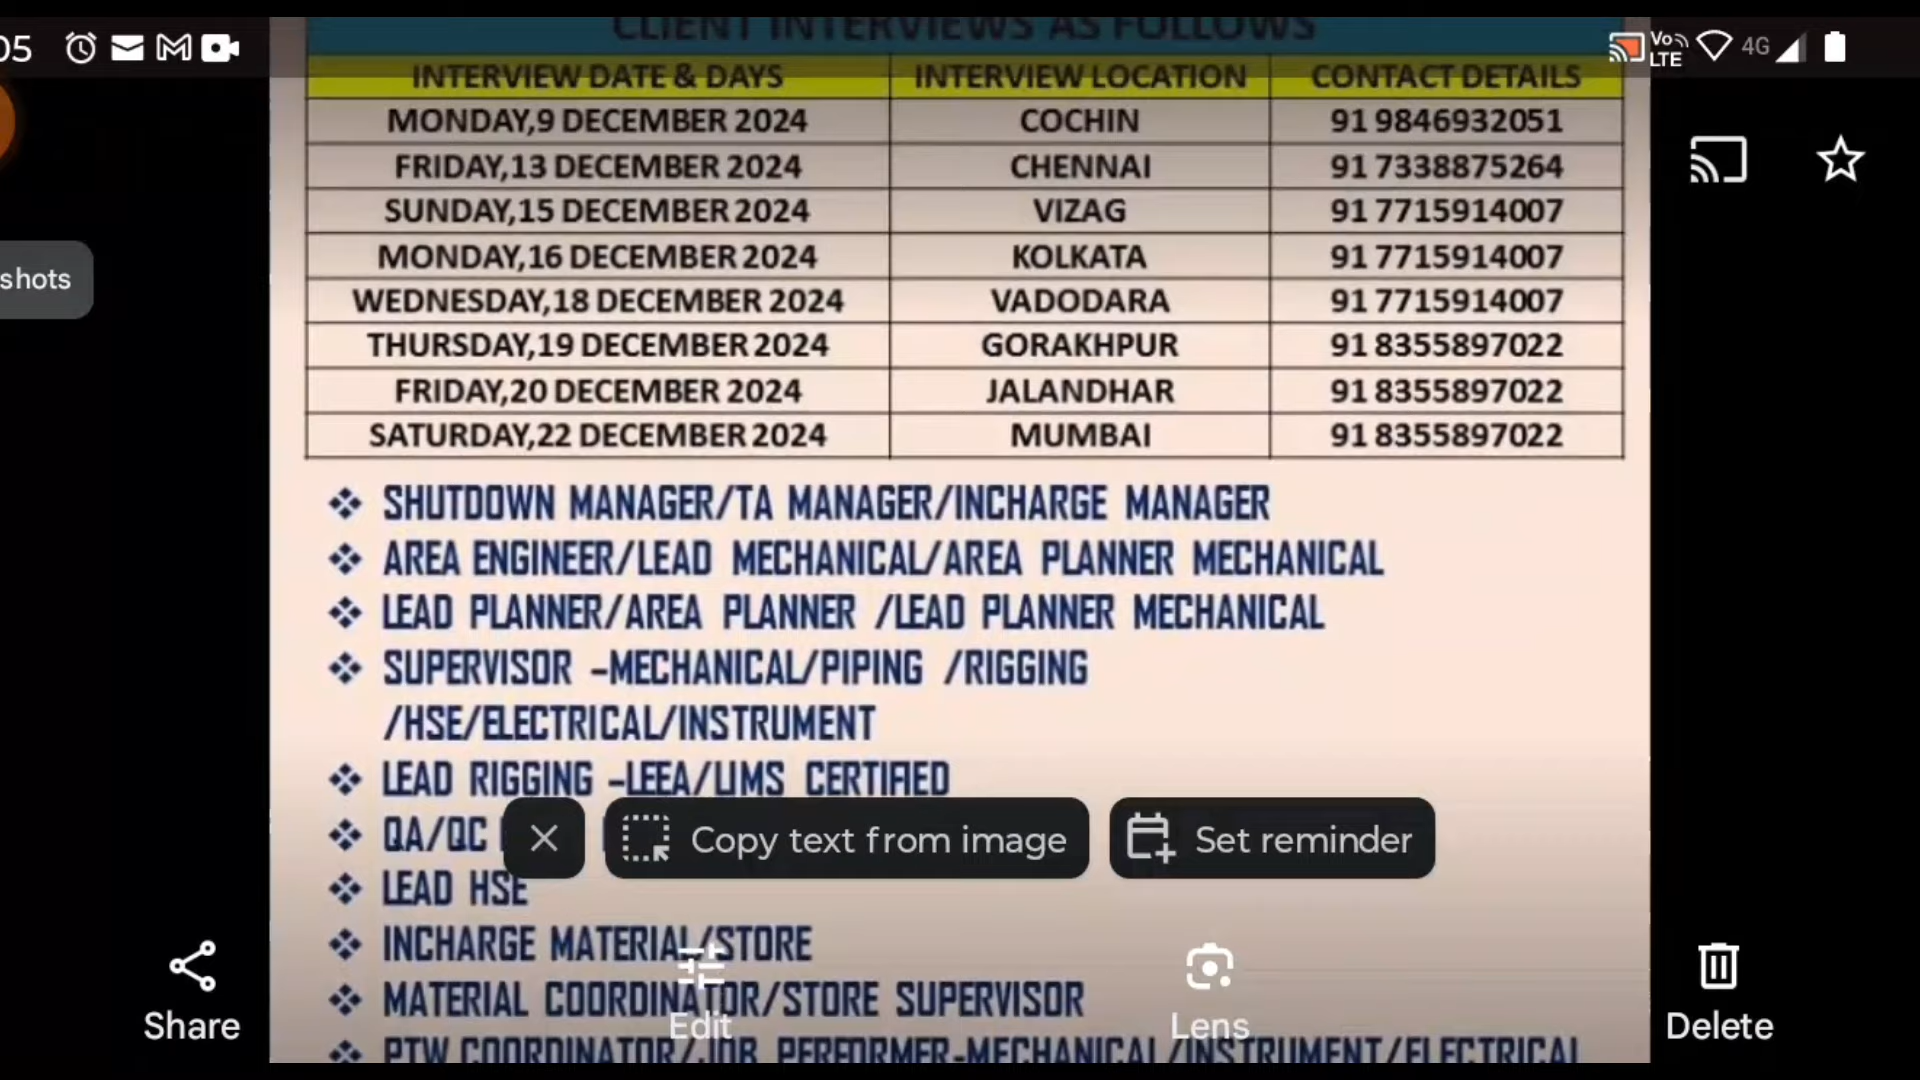 05
Vo LTE 4G
CLIENT INTERVIEWS AS FOLLOWS
INTERVIEW DATE & DAYS INTERVIEW LOCATION CONTACT DETAILS
MONDAY,9 DECEMBER 2024 COCHIN 91 9846932051
FRIDAY,13 DECEMBER 2024 CHENNAI 91 7338875264
SUNDAY,15 DECEMBER 2024 VIZAG 91 7715914007
MONDAY,16 DECEMBER 2024 KOLKATA 91 7715914007
WEDNESDAY,18 DECEMBER 2024 VADODARA 91 7715914007
THURSDAY,19 DECEMBER 2024 GORAKHPUR 91 8355897022
FRIDAY,20 DECEMBER 2024 JALANDHAR 91 8355897022
SATURDAY,22 DECEMBER 2024 MUMBAI 91 8355897022
shots
SHUTDOWN MANAGER/TA MANAGER/INCHARGE MANAGER
AREA ENGINEER/LEAD MECHANICAL/AREA PLANNER MECHANICAL
LEAD PLANNER/AREA PLANNER /LEAD PLANNER MECHANICAL
SUPERVISOR -MECHANICAL/PIPING /RIGGING
/HSE/ELECTRICAL/INSTRUMENT
LEAD RIGGING -LEEA/LIMS CERTIFIED
QA/QC
Copy text from image
Set reminder
LEAD HSE
INCHARGE MATERIAL/STORE
MATERIAL COORDINATOR/STORE SUPERVISOR
PTW COORDINATOR/JOB PERFORMER-MECHANICAL/INSTRUMENT/ELECTRICAL
Share
Edit
Lens
Delete